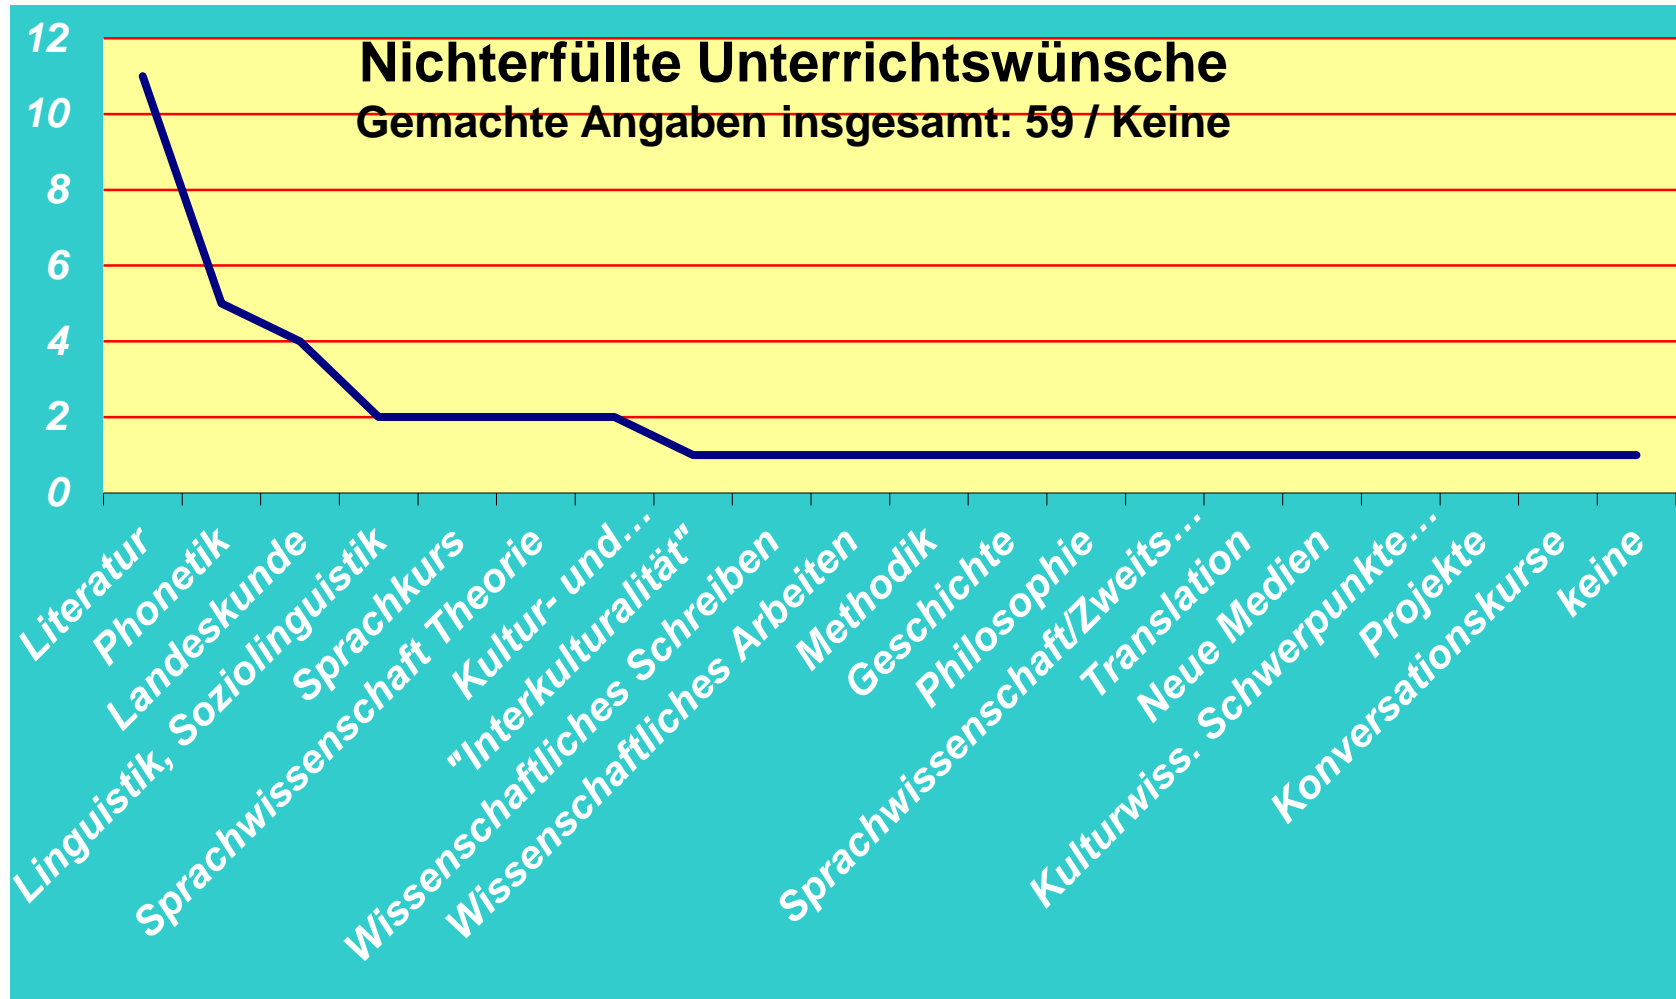 Nichterfüllte Unterrichtswünsche
Gemachte Angaben insgesamt: 59 / Keine
12
10
8
6
4
2
0
Literatur
Phonetik
Landeskunde
Linguistik, Soziolinguistik
Sprachkurs
Sprachwissenschaft Theorie
Kultur- und…
"Interkulturalität"
Wissenschaftliches Schreiben
Wissenschaftliches Arbeiten
Methodik
Geschichte
Philosophie
Sprachwissenschaft/Zweits…
Translation
Neue Medien
Kulturwiss. Schwerpunkte…
Projekte
Konversationskurse
keine